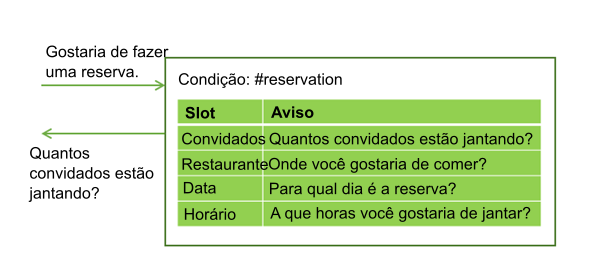 Gostaria de fazer
uma reserva.
Condição: #reservation
Slot Aviso
Convidados Quantos convidados estão jantando?
Restaurante Onde você gostaria de comer?
Data Para qual dia é a reserva?
Horário A que horas você gostaria de jantar?
Quantos
convidados estão
jantando?